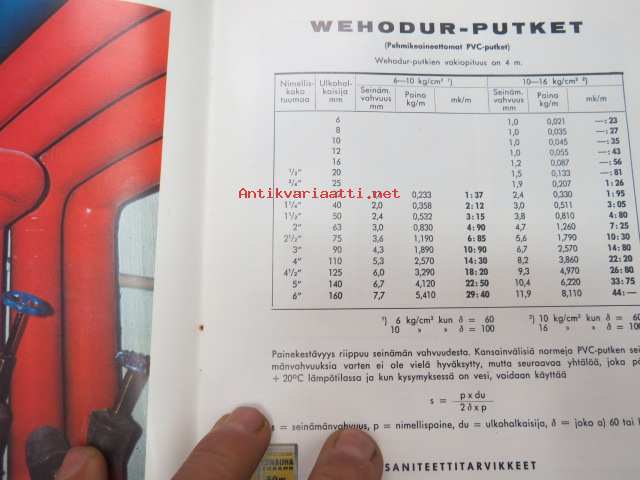 WEHODUR-PUTKET
(Pehmikeaineettomat PVC-putket)
Wehodur-putkien vakiopituus on 4 m.
Nimellis- koko tuumaa Ulkohal- kaisija mm 6—10 kg/cm² ¹) 10—16 kg/cm² ²)
Seinäm. vahvuus mm Paino kg/m mk/m Seinäm. vahvuus mm Paino kg/m mk/m
6 1,0 0,021 —:23
8 1,0 0,035 —:27
10 1,0 0,045 —:35
12 1,0 0,055 —:43
16 1,2 0,087 —:56
½" 20 1,5 0,133 —:81
¾" 25 1,9 0,207 1:26
Antikvariaatti.net
0,233 1:37 2,4 0,330 1:95
1¼" 40 2,0 0,358 2:12 3,0 0,511 3:05
1½" 50 2,4 0,532 3:15 3,8 0,810 4:80
2" 63 3,0 0,830 4:90 4,7 1,260 7:25
2½" 75 3,6 1,190 6:85 5,6 1,790 10:30
3" 90 4,3 1,890 10:90 6,7 2,570 14:80
4" 110 5,3 2,570 14:30 8,2 3,860 22:20
4½" 125 6,0 3,290 18:20 9,3 4,970 26:80
5" 140 6,7 4,120 22:50 10,4 6,220 33:75
6" 160 7,7 5,410 29:40 11,9 8,110 44:—
¹) 6 kg/cm² kun δ = 60 ²) 10 kg/cm² kun δ = 60
10 » » δ = 100 16 » » δ = 100
Painekestävyys riippuu seinämän vahvuudesta. Kansainvälisiä normeja PVC-putken sei
mänvahvuuksia varten ei ole vielä hyväksytty, mutta seuraavaa yhtälöä, joka pä
+ 20°C lämpötilassa ja kun kysymyksessä on vesi, voidaan käyttää
s = p x du / 2 δ x p
s = seinämänvahvuus, p = nimellispaine, du = ulkohalkaisija, δ = joko a) 60 tai
SANITEETTITARVIKKEET